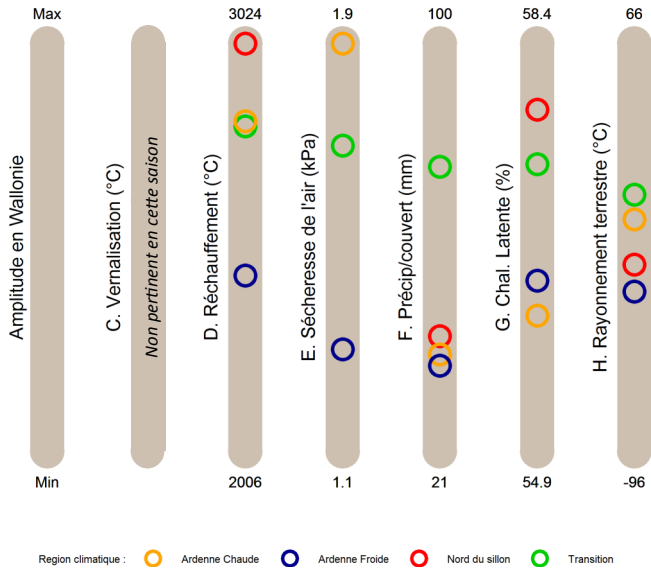 Max
3024
1.9
100
58.4
66
Amplitude en Wallonie
C. Vernalisation (°C)
Non pertinent en cette saison
D. Réchauffement (°C)
E. Sécheresse de l'air (kPa)
F. Précip/couvert (mm)
G. Chal. Latente (%)
H. Rayonnement terrestre (°C)
Min
2006
1.1
21
54.9
-96
Region climatique :
Ardenne Chaude
Ardenne Froide
Nord du sillon
Transition